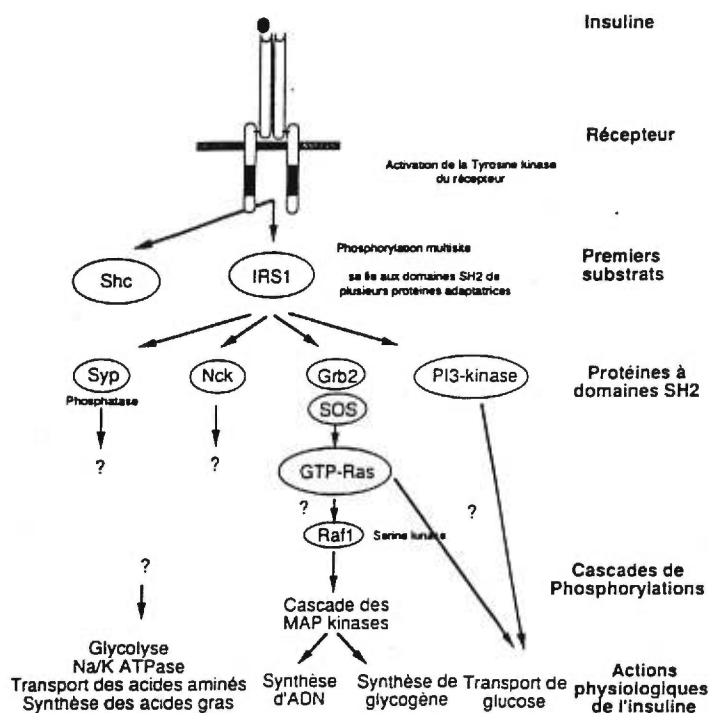 Insuline
Récepteur
Activation de la Tyrosine kinase
du récepteur
Phosphorylation multisite
Premiers
substrats
Shc
IRS1
se lie aux domaines SH2 de
plusieurs protéines adaptatrices
Syp
Nck
Grb2
PI3-kinase
Protéines à
domaines SH2
Phosphatase
SOS
?
?
GTP-Ras
?
?
Raf1
Serine
?
Cascades de
Phosphorylations
Cascade des
MAP kinases
Glycolyse
Na/K ATPase
Transport des acides aminés
Synthèse des acides gras
Synthèse
d'ADN
Synthèse de
glycogène
Transport de
glucose
Actions
physiologiques
de l'insuline